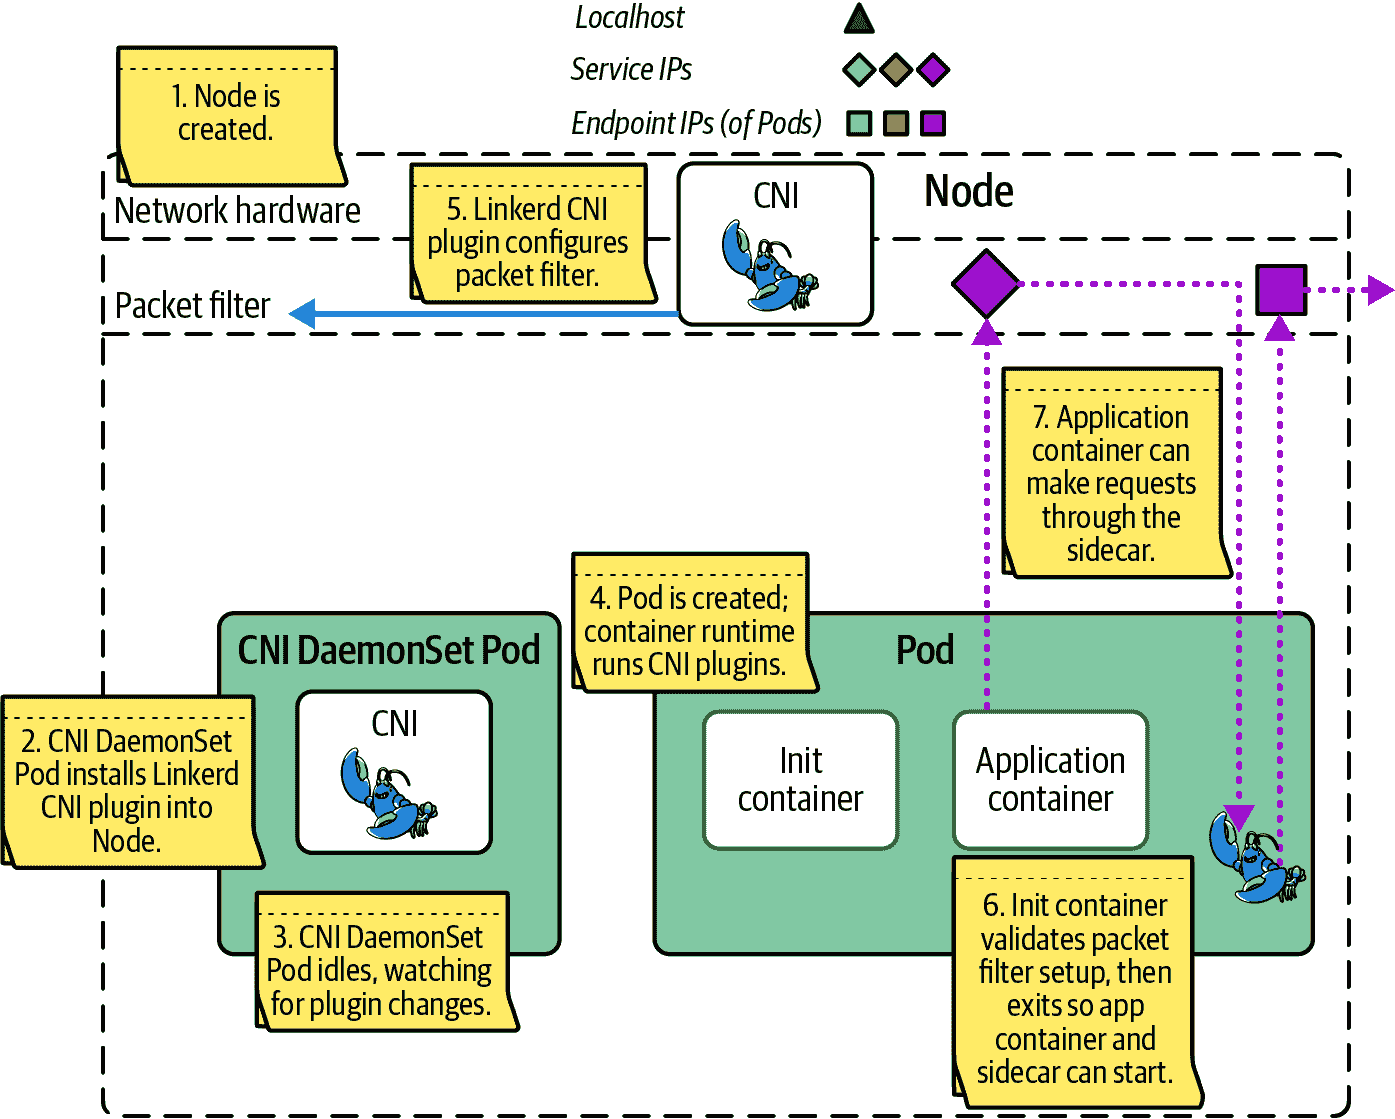 Localhost
Service IPs
Endpoint IPs (of Pods)
1. Node is
created.
Network hardware
5. Linkerd CNI
plugin configures
packet filter.
CNI
Node
Packet filter
7. Application
container can
make requests
through the
sidecar.
4. Pod is created;
container runtime
runs CNI plugins.
CNI DaemonSet Pod
Pod
CNI
2. CNI DaemonSet
Pod installs Linkerd
CNI plugin into
Node.
Init
container
Application
container
3. CNI DaemonSet
Pod idles, watching
for plugin changes.
6. Init container
validates packet
filter setup, then
exits so app
container and
sidecar can start.